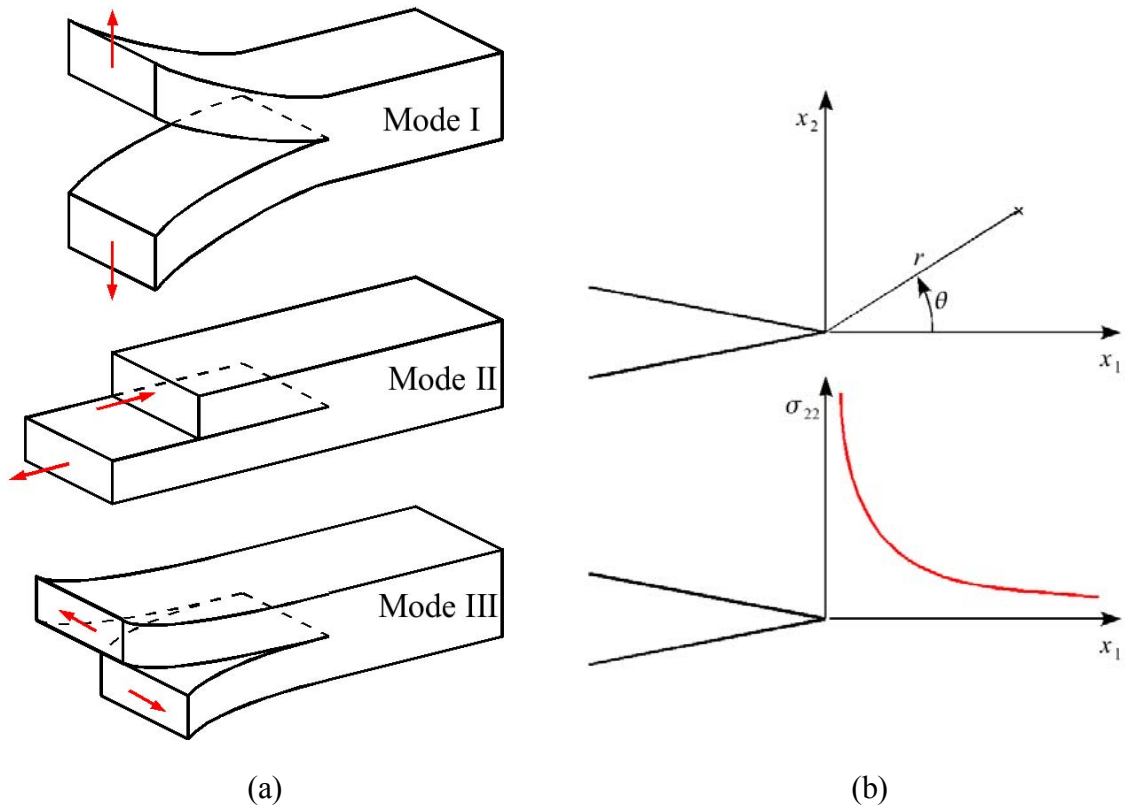 Mode I
Mode II
Mode III
(a)
x₂
r
θ
x₁
σ₂₂
x₁
(b)